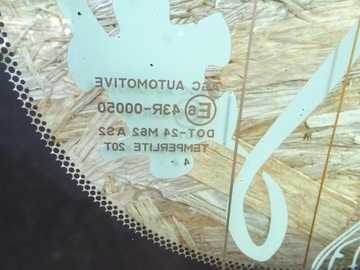 AGC AUTOMOTIVE
E6 43R-00050
DOT-24 M62 AS2
TEMPERLITE 20T
4